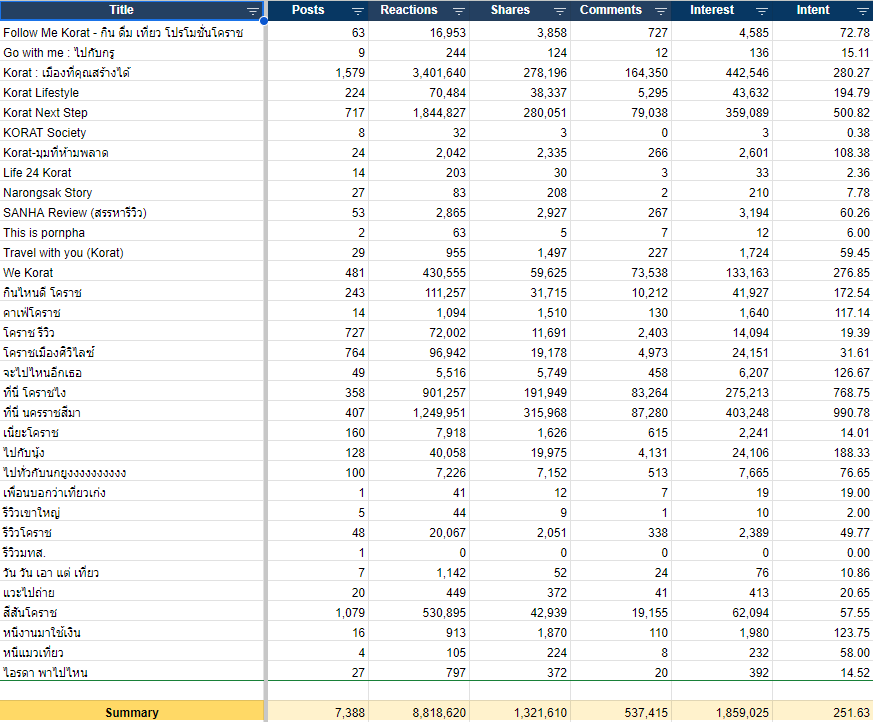 Title Posts Reactions Shares Comments Interest Intent
Follow Me Korat - กิน ดื่ม เที่ยว โปรโมชั่นโคราช 63 16,953 3,858 727 4,585 72.78
Go with me : ไปกับกรู 9 244 124 12 136 15.11
Korat : เมืองที่คุณสร้างได้ 1,579 3,401,640 278,196 164,350 442,546 280.27
Korat Lifestyle 224 70,484 38,337 5,295 43,632 194.79
Korat Next Step 717 1,844,827 280,051 79,038 359,089 500.82
KORAT Society 8 32 3 0 3 0.38
Korat-มุมที่ห้ามพลาด 24 2,042 2,335 266 2,601 108.38
Life 24 Korat 14 203 30 3 33 2.36
Narongsak Story 27 83 208 2 210 7.78
SANHA Review (สรรหารีวิว) 53 2,865 2,927 267 3,194 60.26
This is pornpha 2 63 5 7 12 6.00
Travel with you (Korat) 29 955 1,497 227 1,724 59.45
We Korat 481 430,555 59,625 73,538 133,163 276.85
กินไหนดี โคราช 243 111,257 31,715 10,212 41,927 172.54
คาเฟ่โคราช 14 1,094 1,510 130 1,640 117.14
โคราช รีวิว 727 72,002 11,691 2,403 14,094 19.39
โคราชเมืองศิวิไลซ์ 764 96,942 19,178 4,973 24,151 31.61
จะไปไหนอีกเธอ 49 5,516 5,749 458 6,207 126.67
ที่นี่ โคราชไง 358 901,257 191,949 83,264 275,213 768.75
ที่นี่ นครราชสีมา 407 1,249,951 315,968 87,280 403,248 990.78
เนี่ยะโคราช 160 7,918 1,626 615 2,241 14.01
ไปกับนุ้ง 128 40,058 19,975 4,131 24,106 188.33
ไปทั่วกับนกยูงงงงงงงงงง 100 7,226 7,152 513 7,665 76.65
เพื่อนบอกว่าเที่ยวเก่ง 1 41 12 7 19 19.00
รีวิวเขาใหญ่ 5 44 9 1 10 2.00
รีวิวโคราช 48 20,067 2,051 338 2,389 49.77
รีวิวมทส. 1 0 0 0 0 0.00
วัน วัน เอา แต่ เที่ยว 7 1,142 52 24 76 10.86
แวะไปถ่าย 20 449 372 41 413 20.65
สีสันโคราช 1,079 530,895 42,939 19,155 62,094 57.55
หนีงานมาใช้เงิน 16 913 1,870 110 1,980 123.75
หนีแมวเที่ยว 4 105 224 8 232 58.00
ไอรดา พาไปไหน 27 797 372 20 392 14.52
Summary 7,388 8,818,620 1,321,610 537,415 1,859,025 251.63